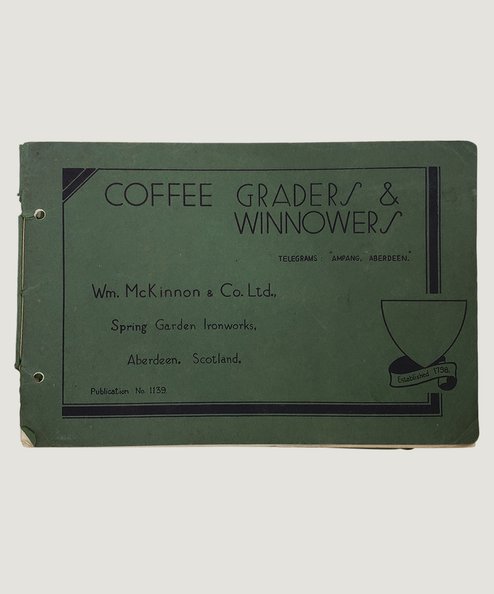 COFFEE GRADERS &
WINNOWERS
TELEGRAMS: "AMPANG, ABERDEEN."
Wm. McKinnon & Co. Ltd.,
Spring Garden Ironworks,
Aberdeen. Scotland.
Established 1798.
Publication No. 1139